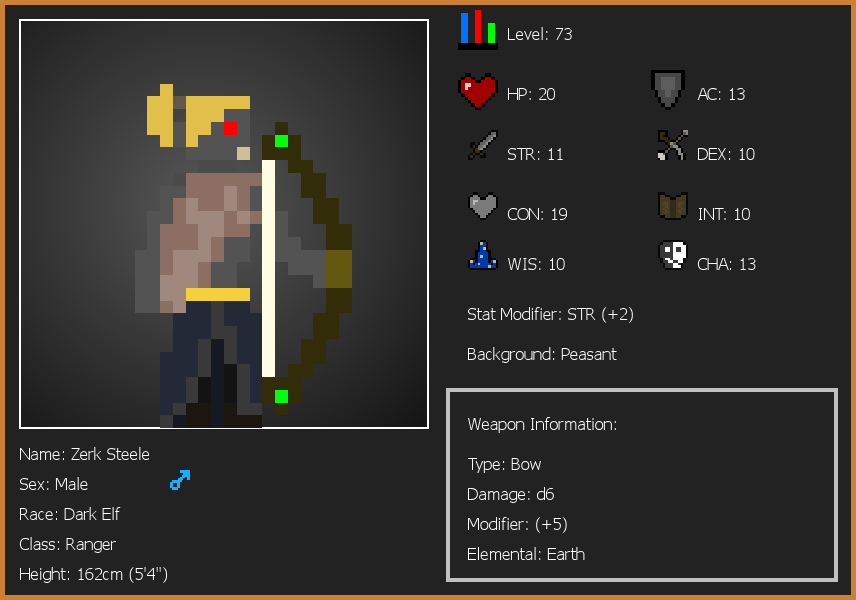 Level: 73
HP: 20
AC: 13
STR: 11
DEX: 10
CON: 19
INT: 10
WIS: 10
CHA: 13
Stat Modifier: STR (+2)
Background: Peasant
Weapon Information:
Type: Bow
Damage: d6
Modifier: (+5)
Elemental: Earth
Name: Zerk Steele
Sex: Male
Race: Dark Elf
Class: Ranger
Height: 162cm (5'4")